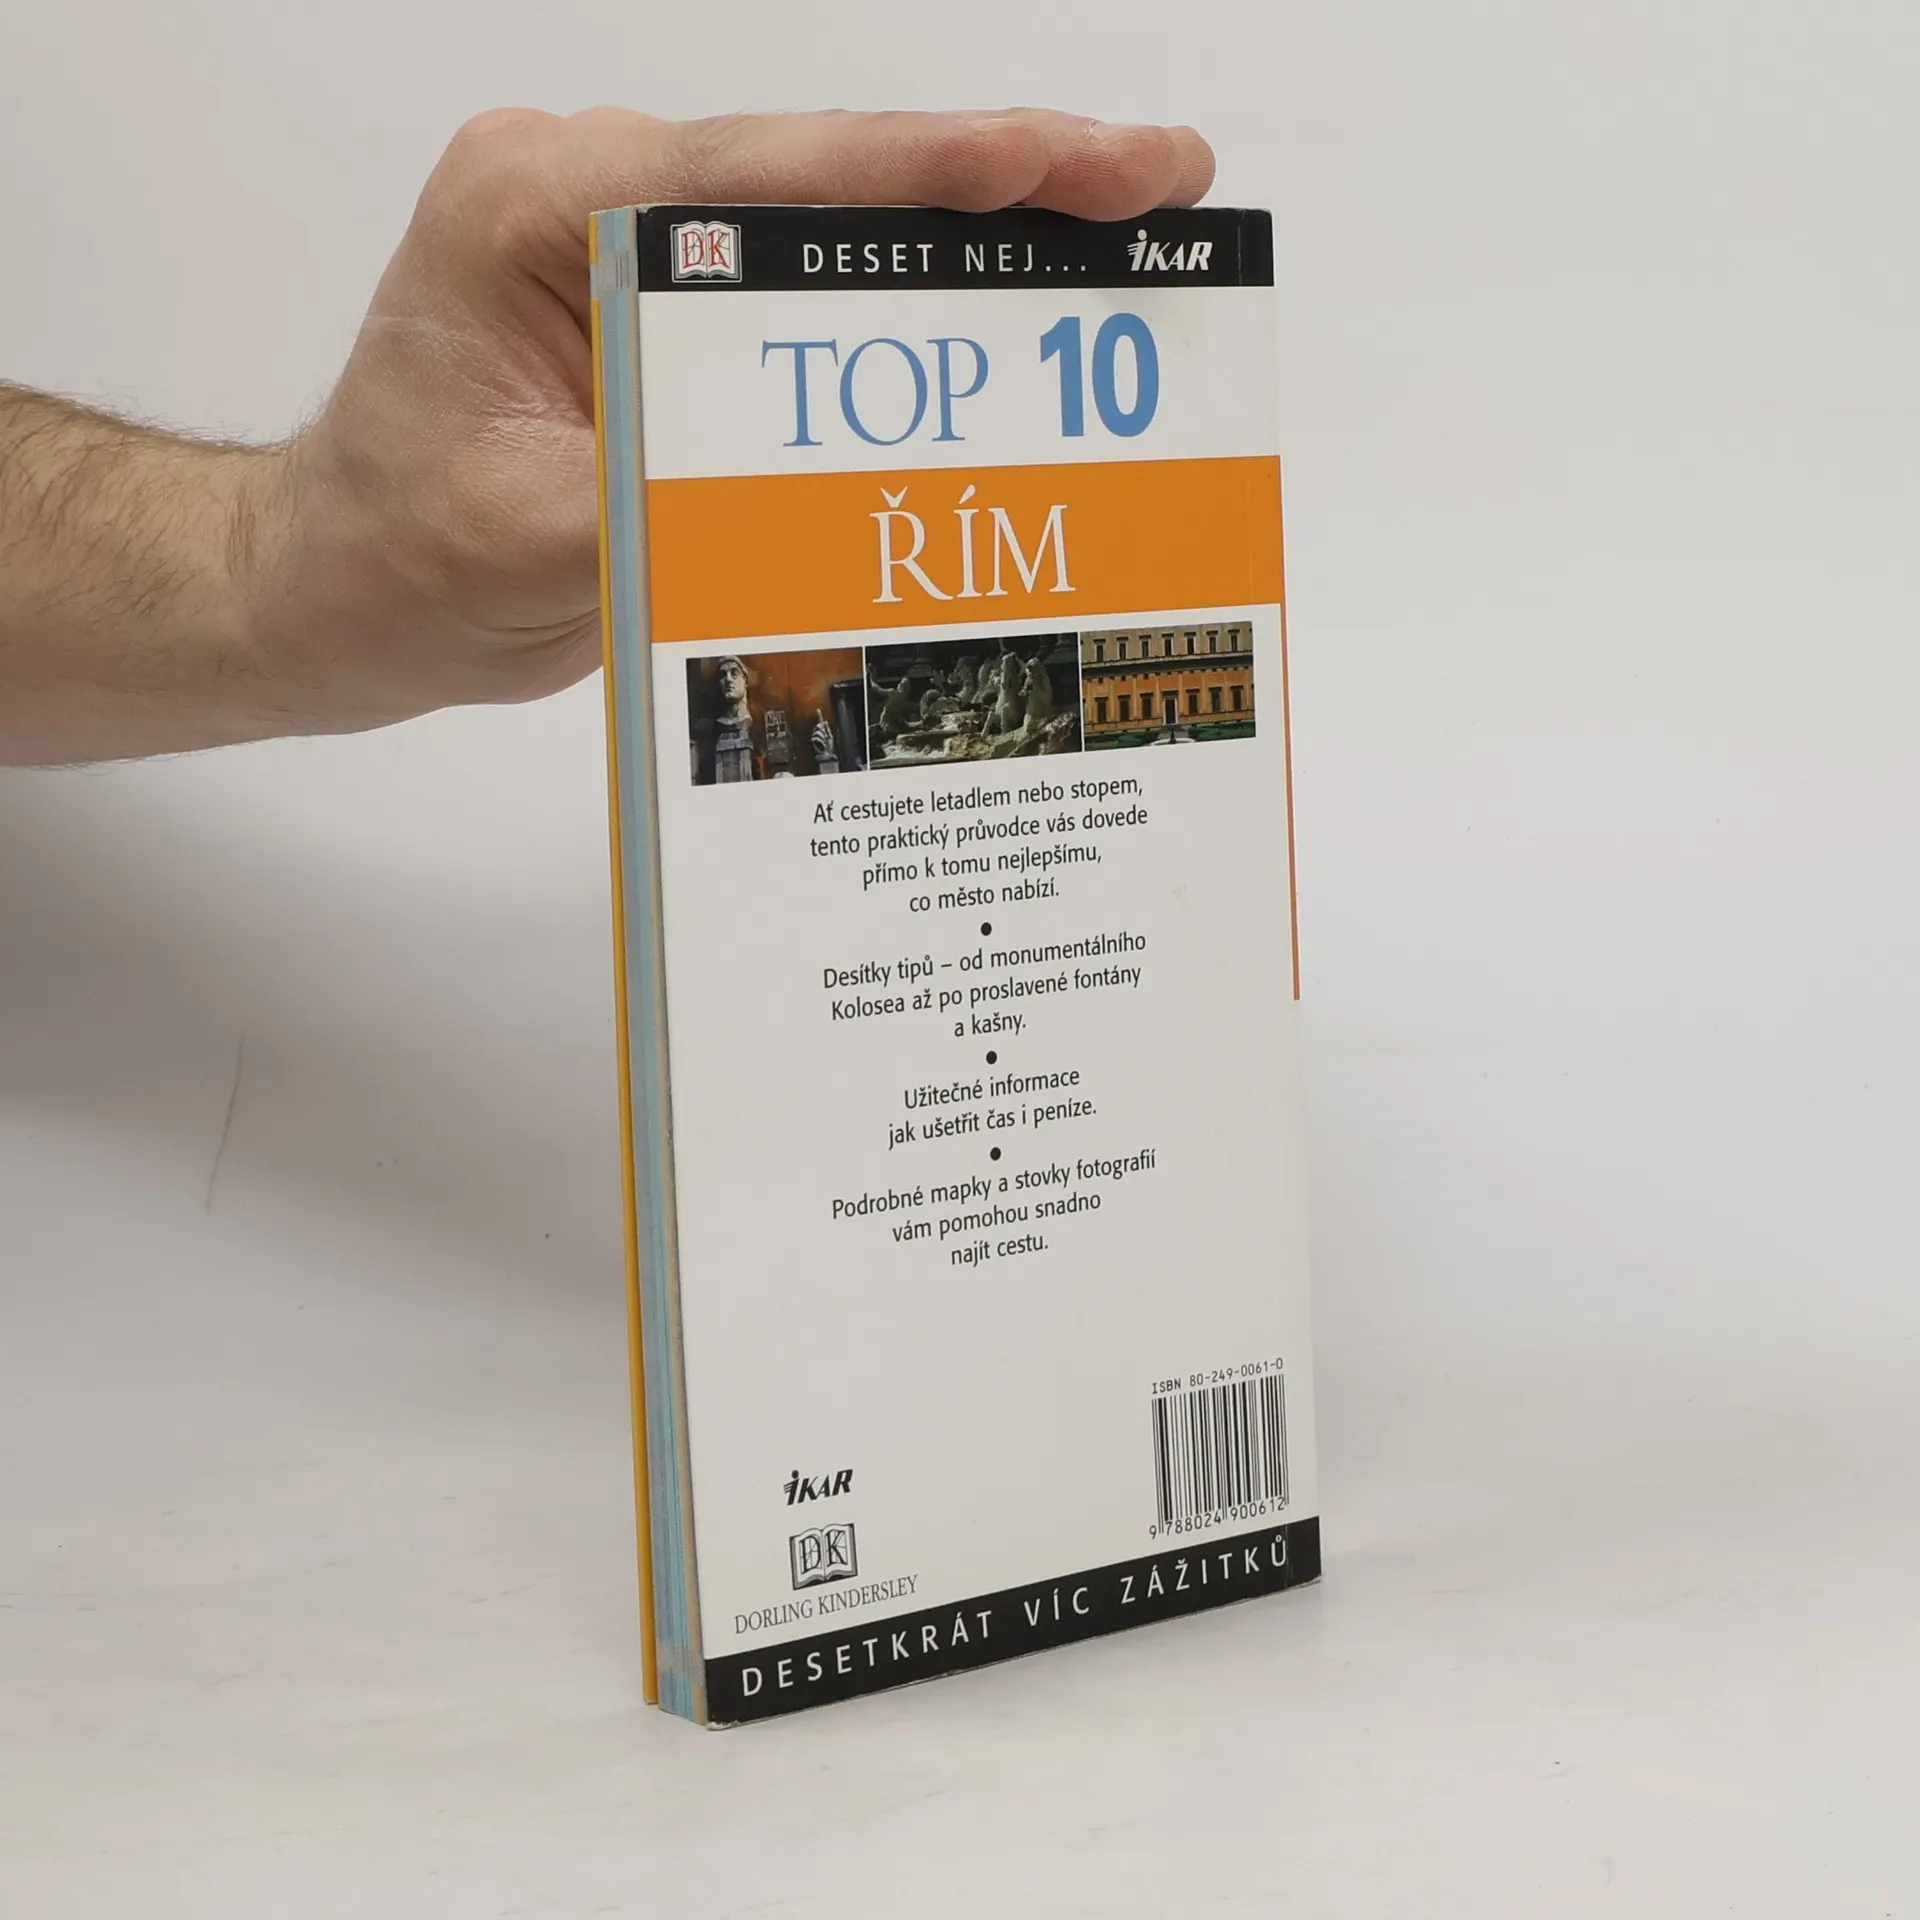 DK DESET NEJ... iKAR
TOP 10
ŘÍM
Ať cestujete letadlem nebo stopem,
tento praktický průvodce vás dovede
přímo k tomu nejlepšímu,
co město nabízí.
•
Desítky tipů – od monumentálního
Kolosea až po proslavené fontány
a kašny.
•
Užitečné informace
jak ušetřit čas i peníze.
•
Podrobné mapky a stovky fotografií
vám pomohou snadno
najít cestu.
ISBN 80-249-0061-0
9 788024 900612
iKAR
DK
DORLING KINDERSLEY
DESETKRÁT VÍC ZÁŽITKŮ